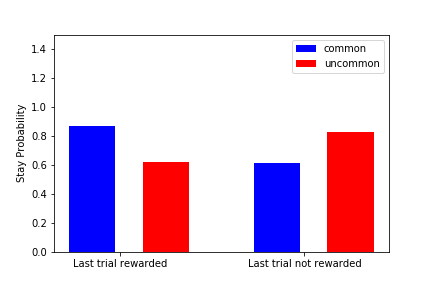 1.4
1.2
1.0
0.8
0.6
0.4
0.2
0.0
Stay Probability
common
uncommon
Last trial rewarded
Last trial not rewarded